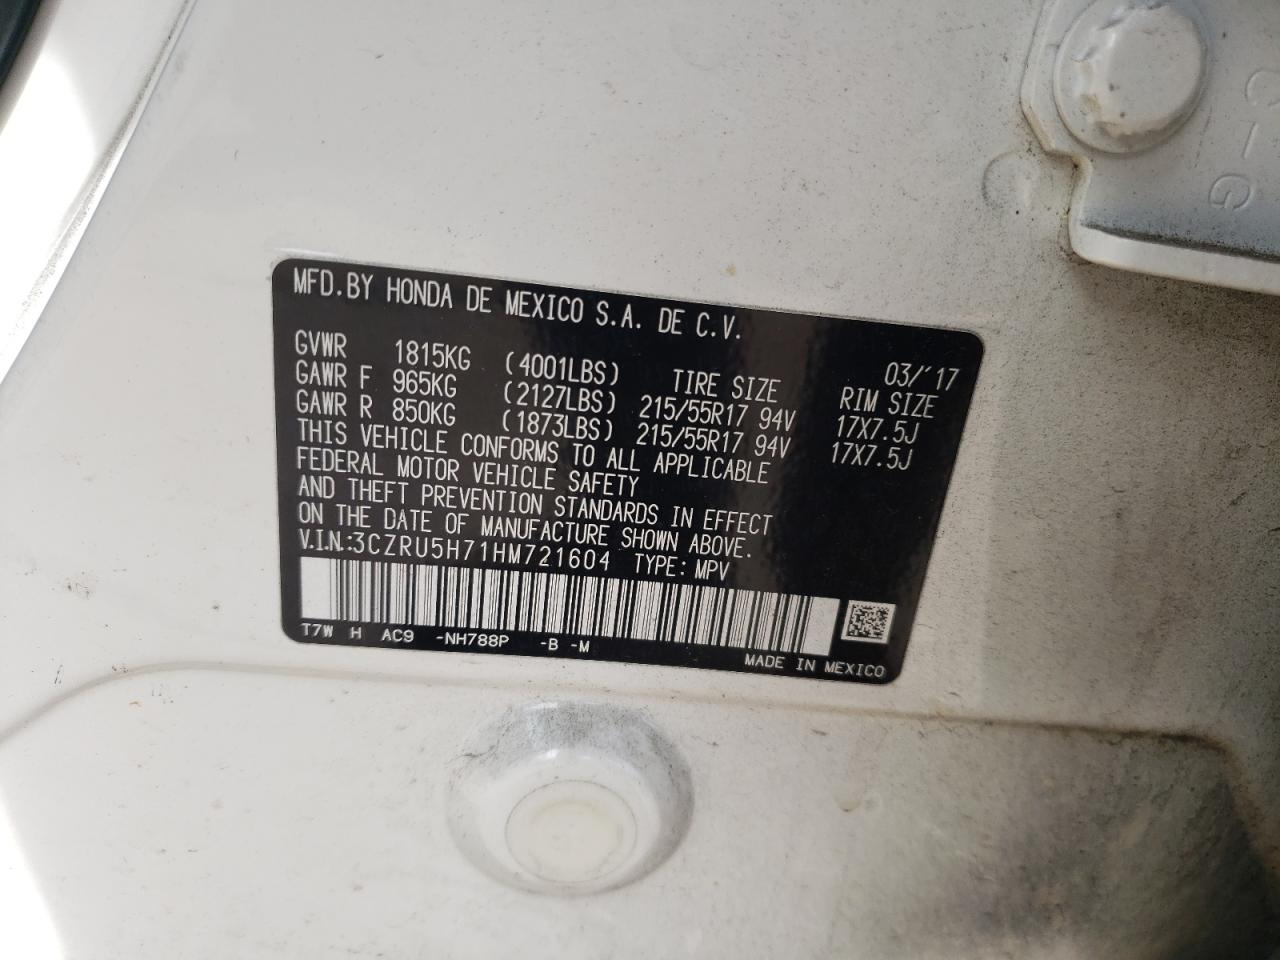 MFD.BY HONDA DE MEXICO S.A. DE C.V.
03/'17
GVWR 1815KG (4001LBS) TIRE SIZE RIM SIZE
GAWR F 965KG (2127LBS) 215/55R17 94V 17X7.5J
GAWR R 850KG (1873LBS) 215/55R17 94V 17X7.5J
THIS VEHICLE CONFORMS TO ALL APPLICABLE
FEDERAL MOTOR VEHICLE SAFETY
AND THEFT PREVENTION STANDARDS IN EFFECT
ON THE DATE OF MANUFACTURE SHOWN ABOVE.
V.I.N.:3CZRU5H71HM721604 TYPE: MPV
T7W H AC9 -NH788P -B -M
MADE IN MEXICO